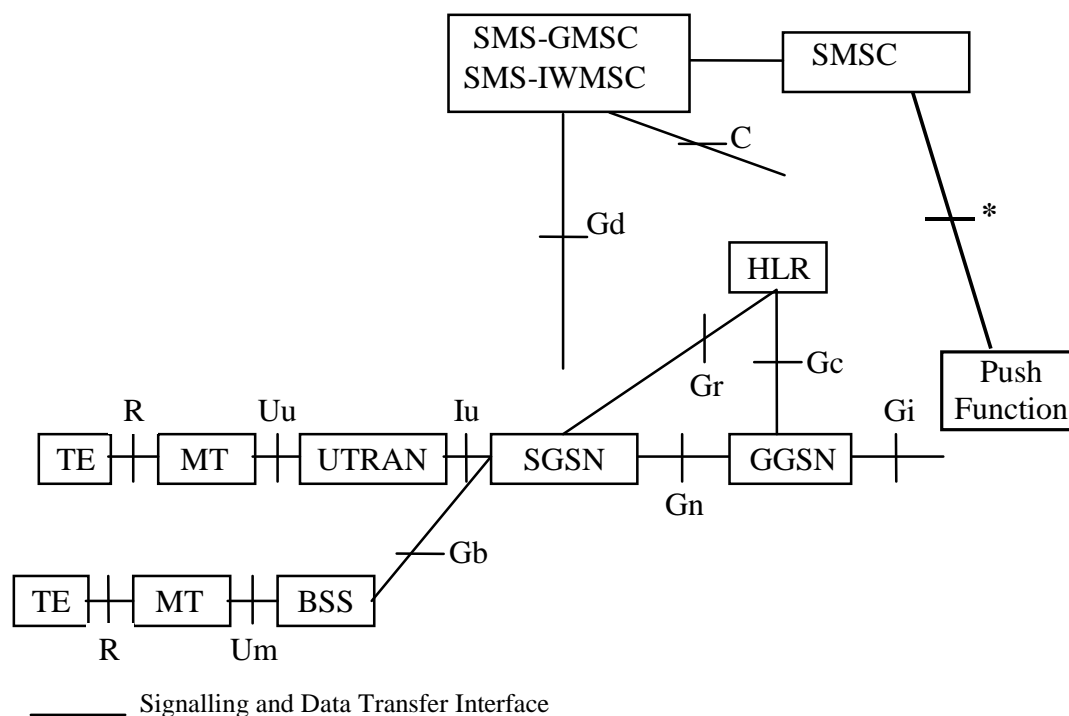 SMS-GMSC
SMS-IWMSC
SMSC
C
*
Gd
HLR
Gr
Gc
Push
Function
R
Uu
Iu
Gi
TE
MT
UTRAN
SGSN
GGSN
Gn
Gb
TE
MT
BSS
R
Um
Signalling and Data Transfer Interface